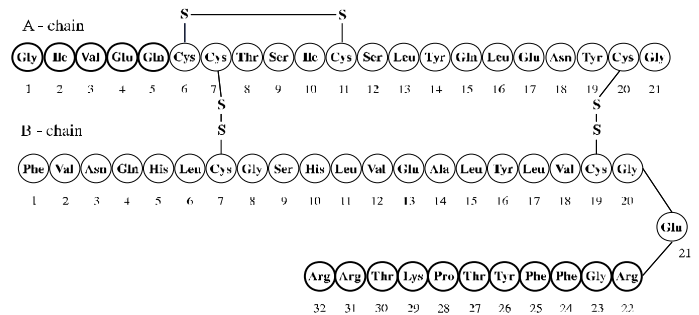 S S
A - chain
Gly Ile Val Glu Gln Cys Cys Thr Ser Ile Cys Ser Leu Tyr Gln Leu Glu Asn Tyr Cys Gly
1 2 3 4 5 6 7 8 9 10 11 12 13 14 15 16 17 18 19 20 21
S S
S S
B - chain
Phe Val Asn Gln His Leu Cys Gly Ser His Leu Val Glu Ala Leu Tyr Leu Val Cys Gly
1 2 3 4 5 6 7 8 9 10 11 12 13 14 15 16 17 18 19 20
Glu
21
Arg Arg Thr Lys Pro Thr Tyr Phe Phe Gly Arg
32 31 30 29 28 27 26 25 24 23 22